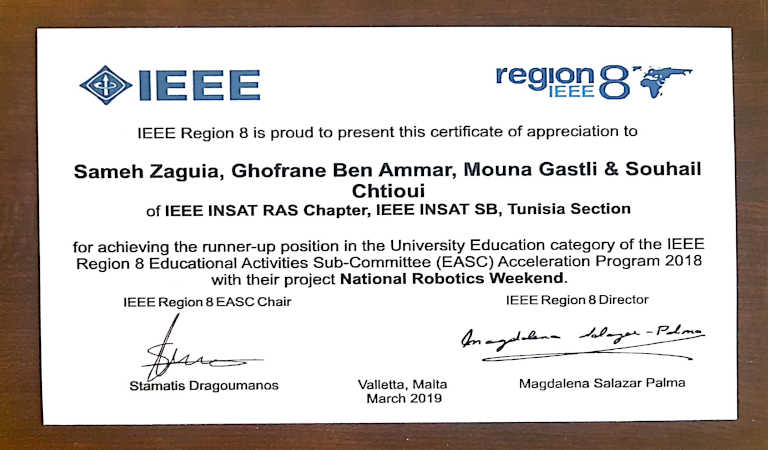 IEEE
region 8
IEEE
IEEE Region 8 is proud to present this certificate of appreciation to
Sameh Zaguia, Ghofrane Ben Ammar, Mouna Gastli & Souhail
Chtioui
of IEEE INSAT RAS Chapter, IEEE INSAT SB, Tunisia Section
for achieving the runner-up position in the University Education category of the IEEE
Region 8 Educational Activities Sub-Committee (EASC) Acceleration Program 2018
with their project National Robotics Weekend.
IEEE Region 8 EASC Chair
IEEE Region 8 Director
Magdalena Salazar-Palma
Stamatis Dragoumanos
Valletta, Malta
March 2019
Magdalena Salazar Palma